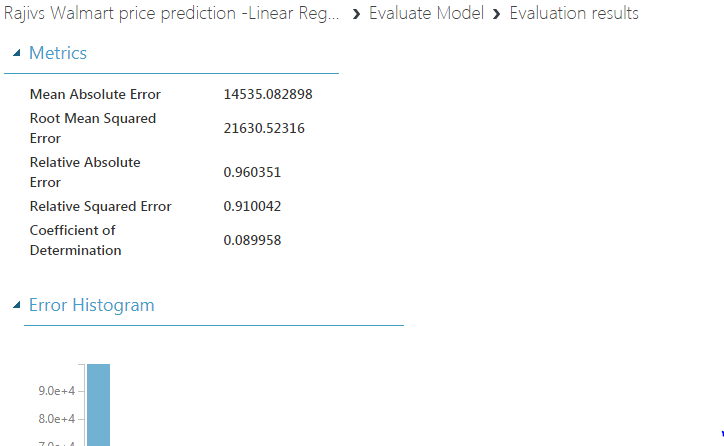 Rajivs Walmart price prediction -Linear Reg... › Evaluate Model › Evaluation results
Metrics
Mean Absolute Error 14535.082898
Root Mean Squared
Error 21630.52316
Relative Absolute
Error 0.960351
Relative Squared Error 0.910042
Coefficient of
Determination 0.089958
Error Histogram
9.0e+4
8.0e+4